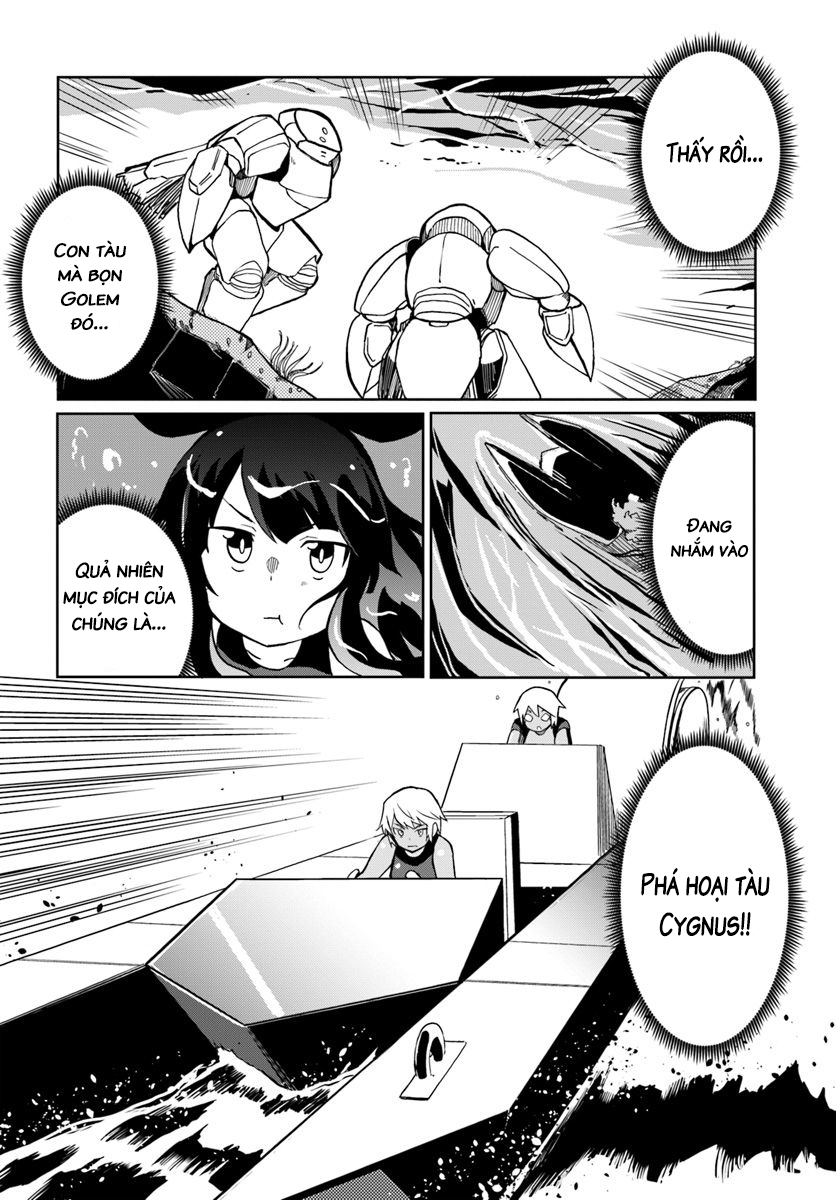 THẤY RỒI...
CON TÀU
MÀ BỌN
GOLEM
ĐÓ...
ĐANG
NHẮM VÀO
QUẢ NHIÊN
MỤC ĐÍCH CỦA
CHÚNG LÀ...
PHÁ HOẠI TÀU
CYGNUS!!